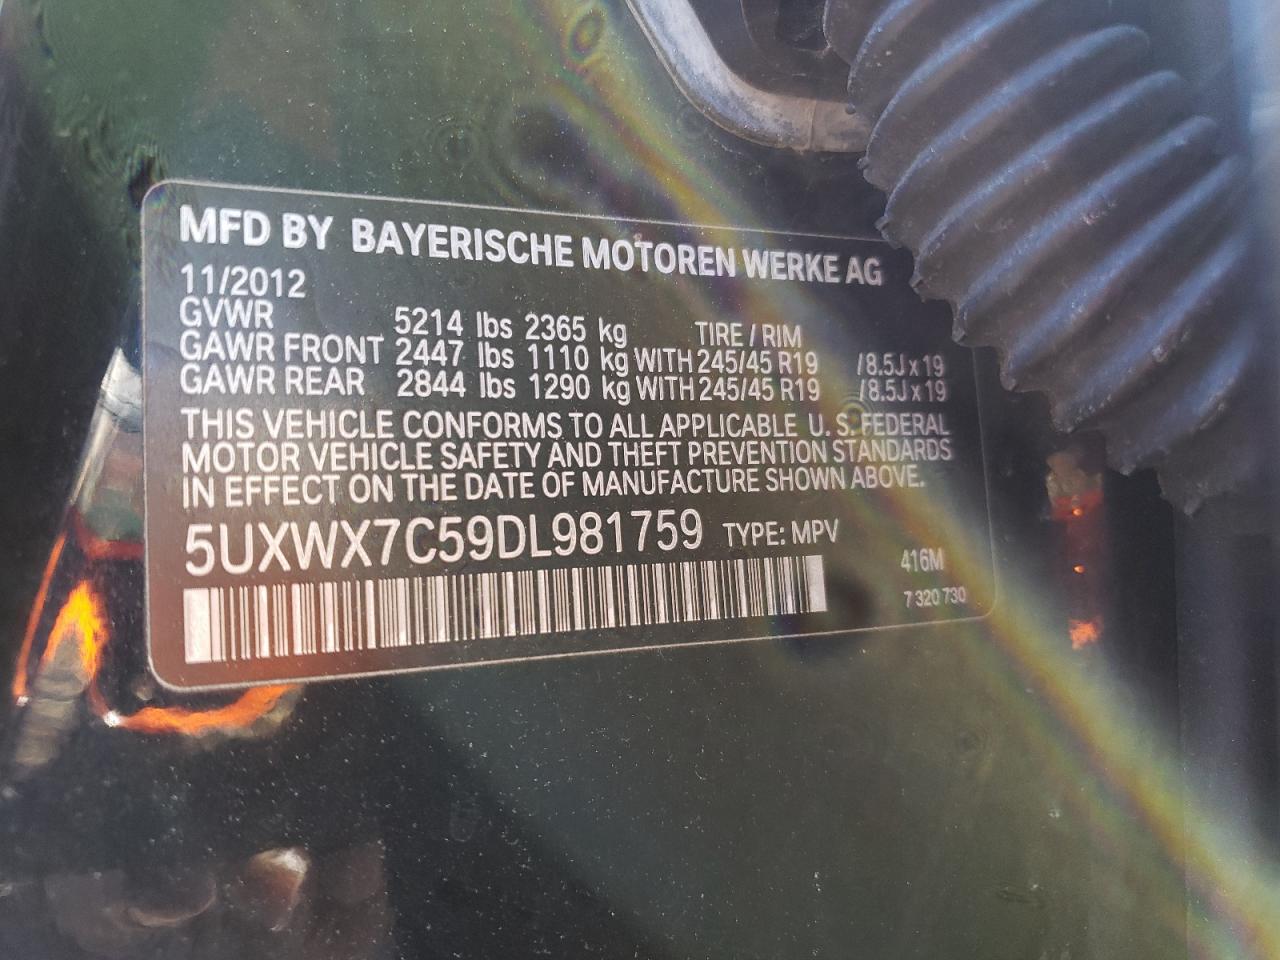 MFD BY BAYERISCHE MOTOREN WERKE AG
11/2012
GVWR 5214 lbs 2365 kg TIRE / RIM
GAWR FRONT 2447 lbs 1110 kg WITH 245/45 R19 /8.5J x 19
GAWR REAR 2844 lbs 1290 kg WITH 245/45 R19 /8.5J x 19
THIS VEHICLE CONFORMS TO ALL APPLICABLE U.S. FEDERAL
MOTOR VEHICLE SAFETY AND THEFT PREVENTION STANDARDS
IN EFFECT ON THE DATE OF MANUFACTURE SHOWN ABOVE.
5UXWX7C59DL981759 TYPE: MPV
416M
7 320 730